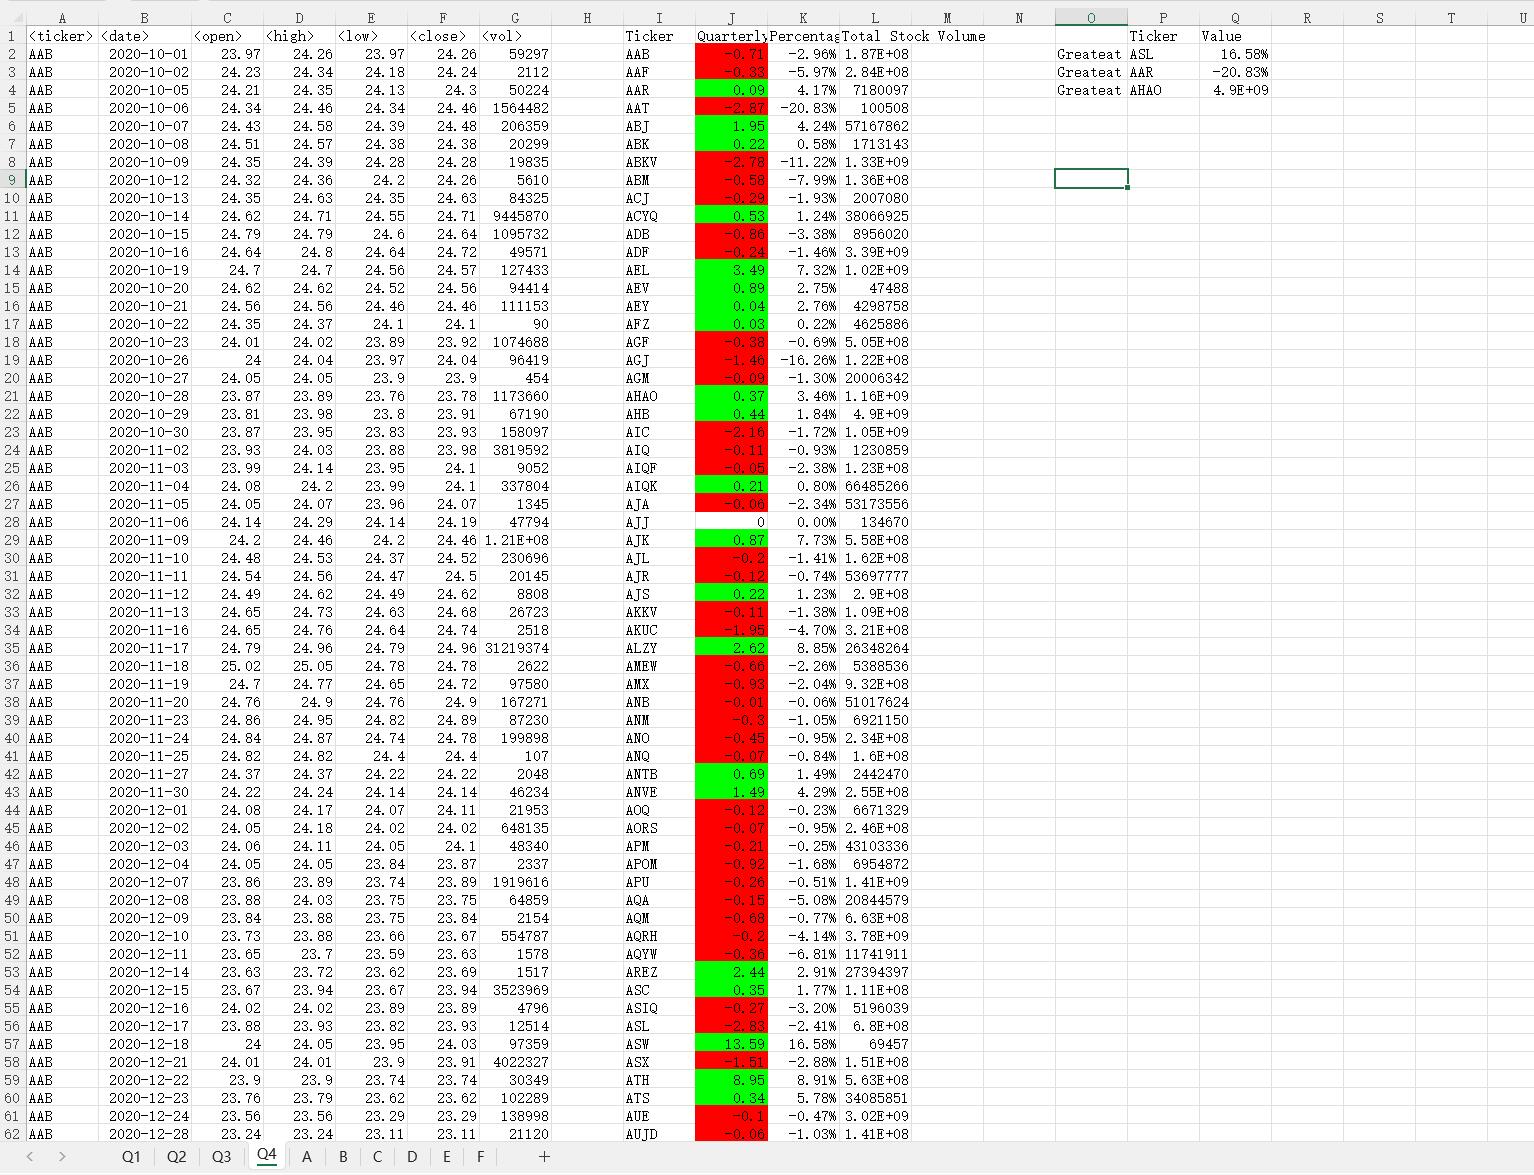 A B C D E F G H I J K L M N O P Q R S T U
1 <ticker> <date> <open> <high> <low> <close> <vol> Ticker Quarterly Percentag Total Stock Volume Ticker Value
2 AAB 2020-10-01 23.97 24.26 23.97 24.26 59297 AAB -0.71 -2.96% 1.87E+08 Greateat ASL 16.58%
3 AAB 2020-10-02 24.23 24.34 24.18 24.24 2112 AAF -0.33 -5.97% 2.84E+08 Greateat AAR -20.83%
4 AAB 2020-10-05 24.21 24.35 24.13 24.3 50224 AAR 0.09 4.17% 7180097 Greateat AHAO 4.9E+09
5 AAB 2020-10-06 24.34 24.46 24.34 24.46 1564482 AAT -2.87 -20.83% 100508
6 AAB 2020-10-07 24.43 24.58 24.39 24.48 206359 ABJ 1.95 4.24% 57167862
7 AAB 2020-10-08 24.51 24.57 24.38 24.38 20299 ABK 0.22 0.58% 1713143
8 AAB 2020-10-09 24.35 24.39 24.28 24.28 19835 ABKV -2.78 -11.22% 1.33E+09
9 AAB 2020-10-12 24.32 24.36 24.2 24.26 5610 ABM -0.58 -7.99% 1.36E+08
10 AAB 2020-10-13 24.35 24.63 24.35 24.63 84325 ACJ -0.29 -1.93% 2007080
11 AAB 2020-10-14 24.62 24.71 24.55 24.71 9445870 ACYQ 0.53 1.24% 38066925
12 AAB 2020-10-15 24.79 24.79 24.6 24.64 1095732 ADB -0.86 -3.38% 8956020
13 AAB 2020-10-16 24.64 24.8 24.64 24.72 49571 ADF -0.24 -1.46% 3.39E+09
14 AAB 2020-10-19 24.7 24.7 24.56 24.57 127433 AEL 3.49 7.32% 1.02E+09
15 AAB 2020-10-20 24.62 24.62 24.52 24.56 94414 AEV 0.89 2.75% 47488
16 AAB 2020-10-21 24.56 24.56 24.46 24.46 111153 AEY 0.04 2.76% 4298758
17 AAB 2020-10-22 24.35 24.37 24.1 24.1 90 AFZ 0.03 0.22% 4625886
18 AAB 2020-10-23 24.01 24.02 23.89 23.92 1074688 AGF -0.38 -0.69% 5.05E+08
19 AAB 2020-10-26 24 24.04 23.97 24.04 96419 AGJ -1.46 -16.26% 1.22E+08
20 AAB 2020-10-27 24.05 24.05 23.9 23.9 454 AGM -0.09 -1.30% 20006342
21 AAB 2020-10-28 23.87 23.89 23.76 23.78 1173660 AHAO 0.37 3.46% 1.16E+09
22 AAB 2020-10-29 23.81 23.98 23.8 23.91 67190 AHB 0.44 1.84% 4.9E+09
23 AAB 2020-10-30 23.87 23.95 23.83 23.93 158097 AIC -2.16 -1.72% 1.05E+09
24 AAB 2020-11-02 23.93 24.03 23.88 23.98 3819592 AIQ -0.11 -0.93% 1230859
25 AAB 2020-11-03 23.99 24.14 23.95 24.1 9052 AIQF -0.05 -2.38% 1.23E+08
26 AAB 2020-11-04 24.08 24.2 23.99 24.1 337804 AIQK 0.21 0.80% 66485266
27 AAB 2020-11-05 24.05 24.07 23.96 24.07 1345 AJA -0.06 -2.34% 53173556
28 AAB 2020-11-06 24.14 24.29 24.14 24.19 47794 AJJ 0 0.00% 134670
29 AAB 2020-11-09 24.2 24.46 24.2 24.46 1.21E+08 AJK 0.87 7.73% 5.58E+08
30 AAB 2020-11-10 24.48 24.53 24.37 24.52 230696 AJL -0.2 -1.41% 1.62E+08
31 AAB 2020-11-11 24.54 24.56 24.47 24.5 20145 AJR -0.12 -0.74% 53697777
32 AAB 2020-11-12 24.49 24.62 24.49 24.62 8808 AJS 0.22 1.23% 2.9E+08
33 AAB 2020-11-13 24.65 24.73 24.63 24.68 26723 AKKV -0.11 -1.38% 1.09E+08
34 AAB 2020-11-16 24.65 24.76 24.64 24.74 2518 AKUC -1.95 -4.70% 3.21E+08
35 AAB 2020-11-17 24.79 24.96 24.79 24.96 31219374 ALZY 2.62 8.85% 26348264
36 AAB 2020-11-18 25.02 25.05 24.78 24.78 2622 AMEW -0.66 -2.26% 5388536
37 AAB 2020-11-19 24.7 24.77 24.65 24.72 97580 AMX -0.93 -2.04% 9.32E+08
38 AAB 2020-11-20 24.76 24.9 24.76 24.9 167271 ANB -0.01 -0.06% 51017624
39 AAB 2020-11-23 24.86 24.95 24.82 24.89 87230 ANM -0.3 -1.05% 6921150
40 AAB 2020-11-24 24.84 24.87 24.74 24.78 199898 ANO -0.45 -0.95% 2.34E+08
41 AAB 2020-11-25 24.82 24.82 24.4 24.4 107 ANQ -0.07 -0.84% 1.6E+08
42 AAB 2020-11-27 24.37 24.37 24.22 24.22 2048 ANTB 0.69 1.49% 2442470
43 AAB 2020-11-30 24.22 24.24 24.14 24.14 46234 ANVE 1.49 4.29% 2.55E+08
44 AAB 2020-12-01 24.08 24.17 24.07 24.11 21953 AOQ -0.12 -0.23% 6671329
45 AAB 2020-12-02 24.05 24.18 24.02 24.02 648135 AORS -0.07 -0.95% 2.46E+08
46 AAB 2020-12-03 24.06 24.11 24.05 24.1 48340 APM -0.21 -0.25% 43103336
47 AAB 2020-12-04 24.05 24.05 23.84 23.87 2337 APOM -0.92 -1.68% 6954872
48 AAB 2020-12-07 23.86 23.89 23.74 23.89 1919616 APU -0.26 -0.51% 1.41E+09
49 AAB 2020-12-08 23.88 24.03 23.75 23.75 64859 AQA -0.15 -5.08% 20844579
50 AAB 2020-12-09 23.84 23.88 23.75 23.84 2154 AQM -0.68 -0.77% 6.63E+08
51 AAB 2020-12-10 23.73 23.88 23.66 23.67 554787 AQRH -0.2 -4.14% 3.78E+09
52 AAB 2020-12-11 23.65 23.7 23.59 23.63 1578 AQYW -0.36 -6.81% 11741911
53 AAB 2020-12-14 23.63 23.72 23.62 23.69 1517 AREZ 2.44 2.91% 27394397
54 AAB 2020-12-15 23.67 23.94 23.67 23.94 3523969 ASC 0.35 1.77% 1.11E+08
55 AAB 2020-12-16 24.02 24.02 23.89 23.89 4796 ASIQ -0.27 -3.20% 5196039
56 AAB 2020-12-17 23.88 23.93 23.82 23.93 12514 ASL -2.83 -2.41% 6.8E+08
57 AAB 2020-12-18 24 24.05 23.95 24.03 97359 ASW 13.59 16.58% 69457
58 AAB 2020-12-21 24.01 24.01 23.9 23.91 4022327 ASX -1.51 -2.88% 1.51E+08
59 AAB 2020-12-22 23.9 23.9 23.74 23.74 30349 ATH 8.95 8.91% 5.63E+08
60 AAB 2020-12-23 23.76 23.79 23.62 23.62 102289 ATS 0.34 5.78% 34085851
61 AAB 2020-12-24 23.56 23.56 23.29 23.29 138998 AUE -0.1 -0.47% 3.02E+09
62 AAB 2020-12-28 23.24 23.24 23.11 23.11 21120 AUJD -0.06 -1.03% 1.41E+08
Q1 Q2 Q3 Q4 A B C D E F +